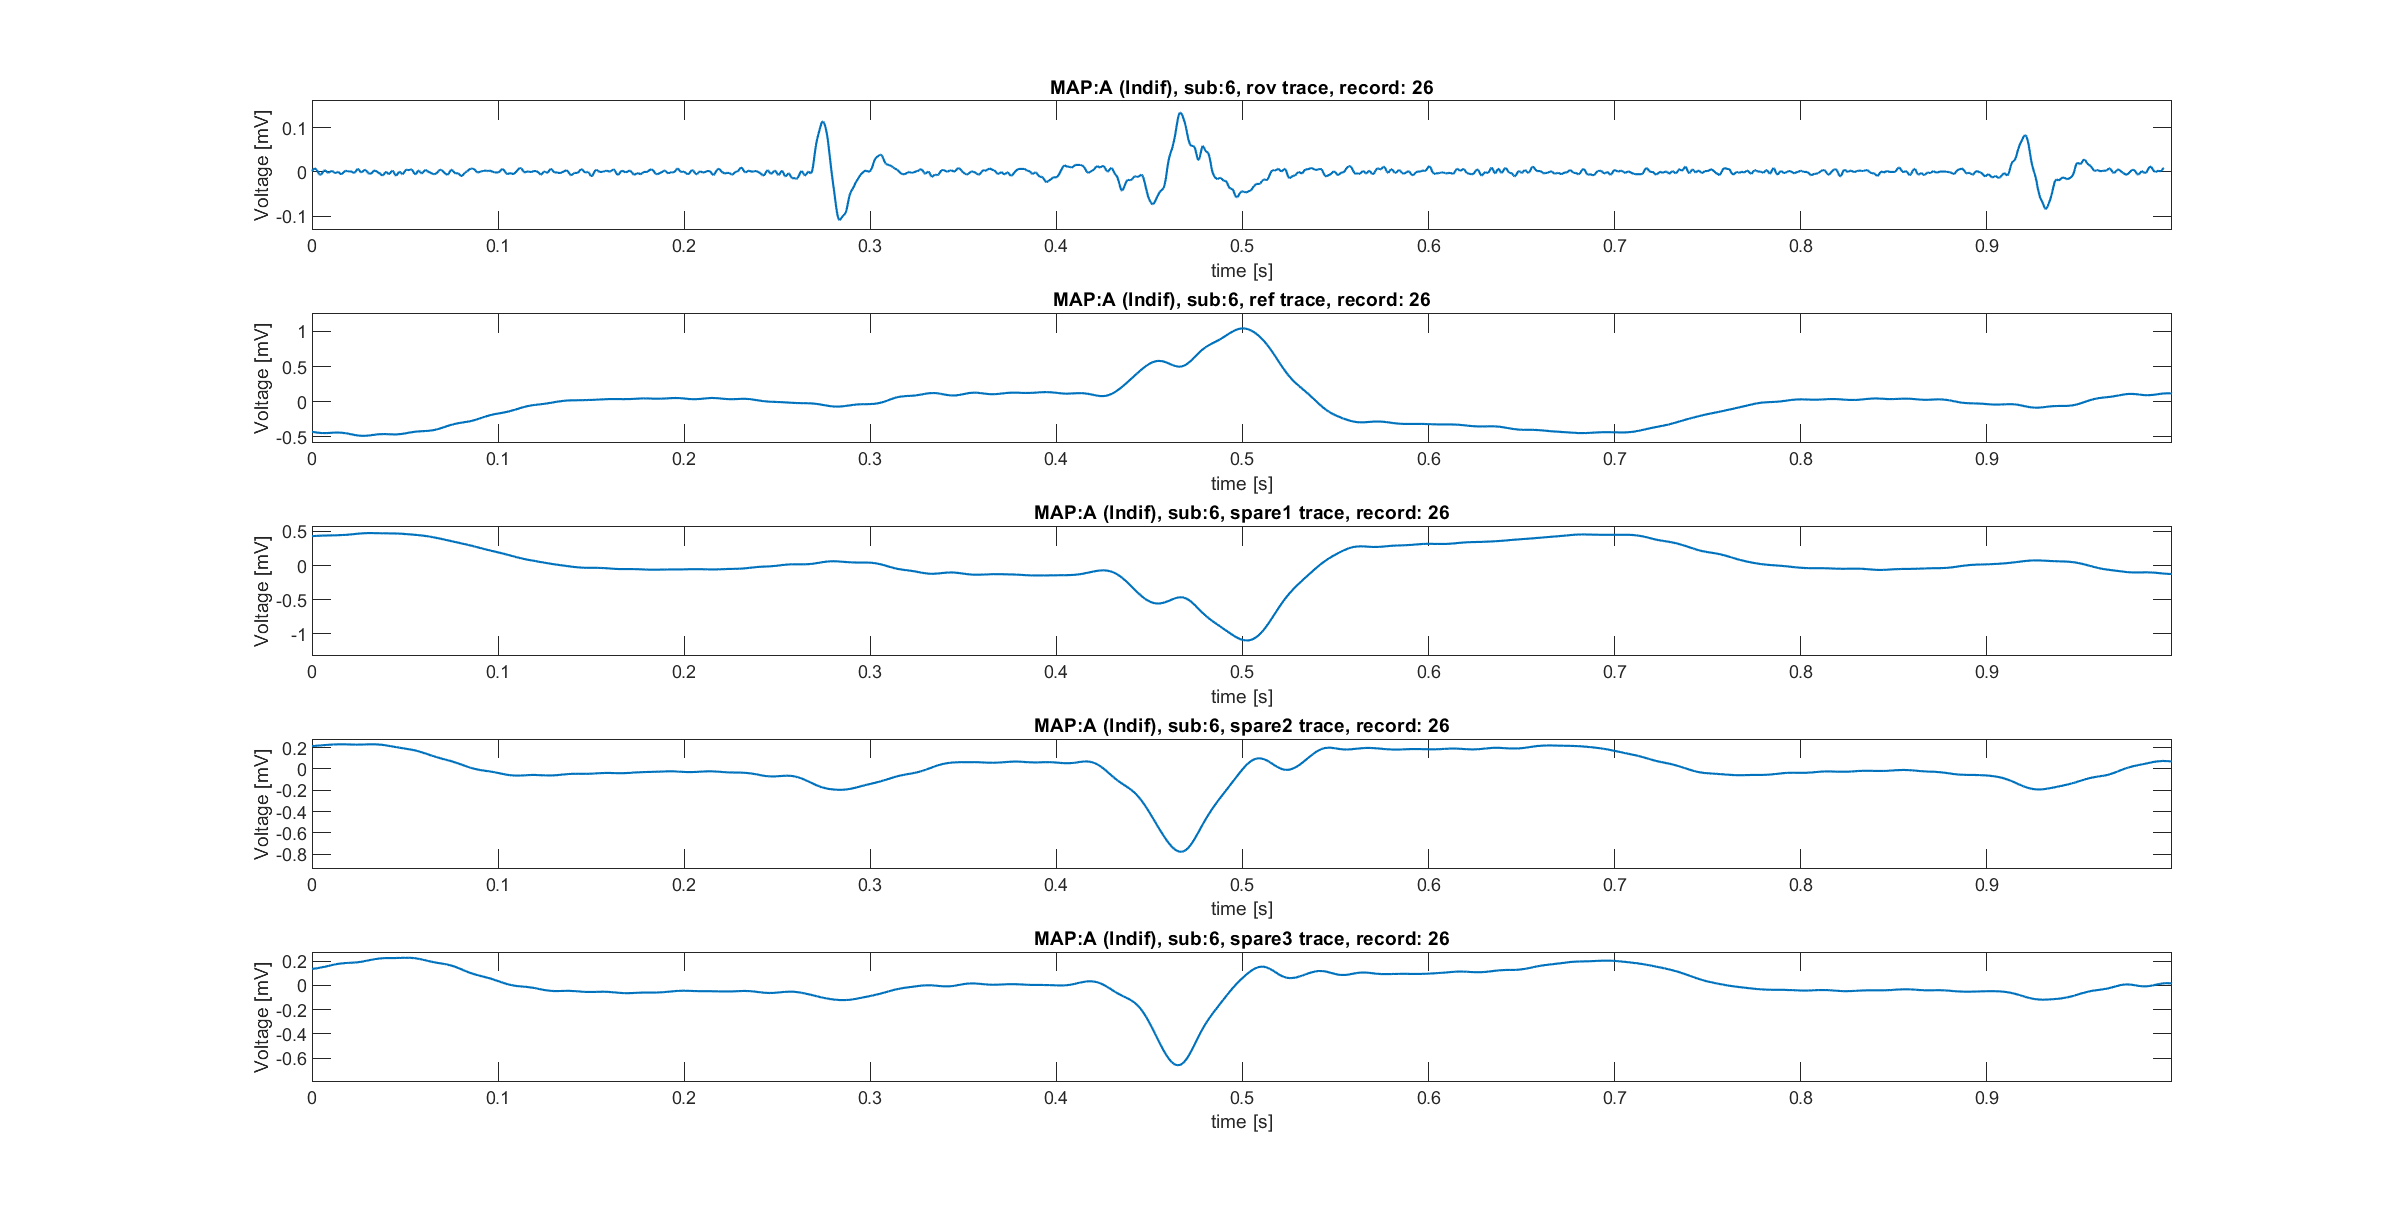 MAP:A (Indif), sub:6, rov trace, record: 26
Voltage [mV]
0.1
0
-0.1
0 0.1 0.2 0.3 0.4 0.5 0.6 0.7 0.8 0.9
time [s]
MAP:A (Indif), sub:6, ref trace, record: 26
Voltage [mV]
1
0.5
0
-0.5
0 0.1 0.2 0.3 0.4 0.5 0.6 0.7 0.8 0.9
time [s]
MAP:A (Indif), sub:6, spare1 trace, record: 26
Voltage [mV]
0.5
0
-0.5
-1
0 0.1 0.2 0.3 0.4 0.5 0.6 0.7 0.8 0.9
time [s]
MAP:A (Indif), sub:6, spare2 trace, record: 26
Voltage [mV]
0.2
0
-0.2
-0.4
-0.6
-0.8
0 0.1 0.2 0.3 0.4 0.5 0.6 0.7 0.8 0.9
time [s]
MAP:A (Indif), sub:6, spare3 trace, record: 26
Voltage [mV]
0.2
0
-0.2
-0.4
-0.6
0 0.1 0.2 0.3 0.4 0.5 0.6 0.7 0.8 0.9
time [s]